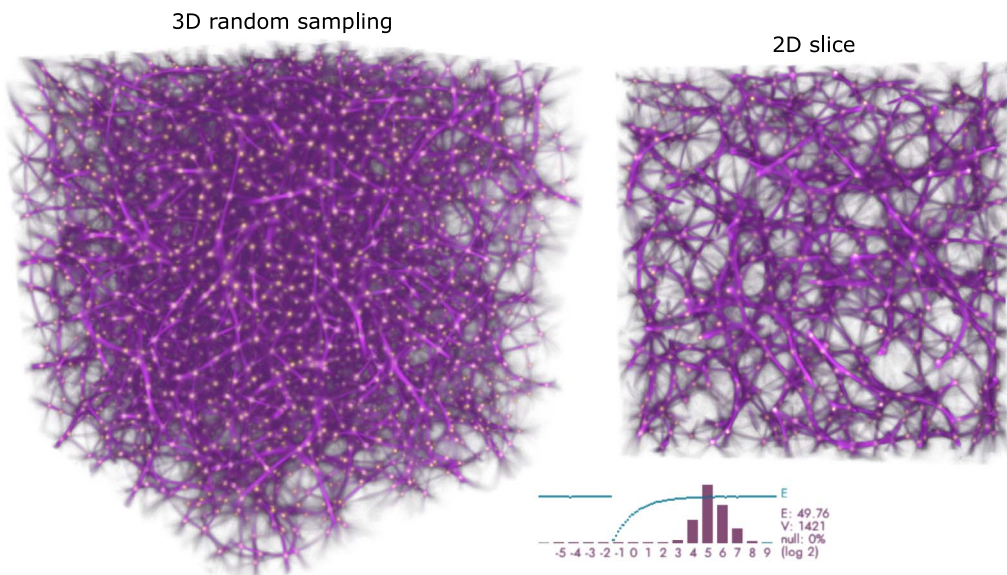 3D random sampling
2D slice
E
E: 49.76
V: 1421
null: 0%
(log 2)
-5 -4 -3 -2 -1 0 1 2 3 4 5 6 7 8 9